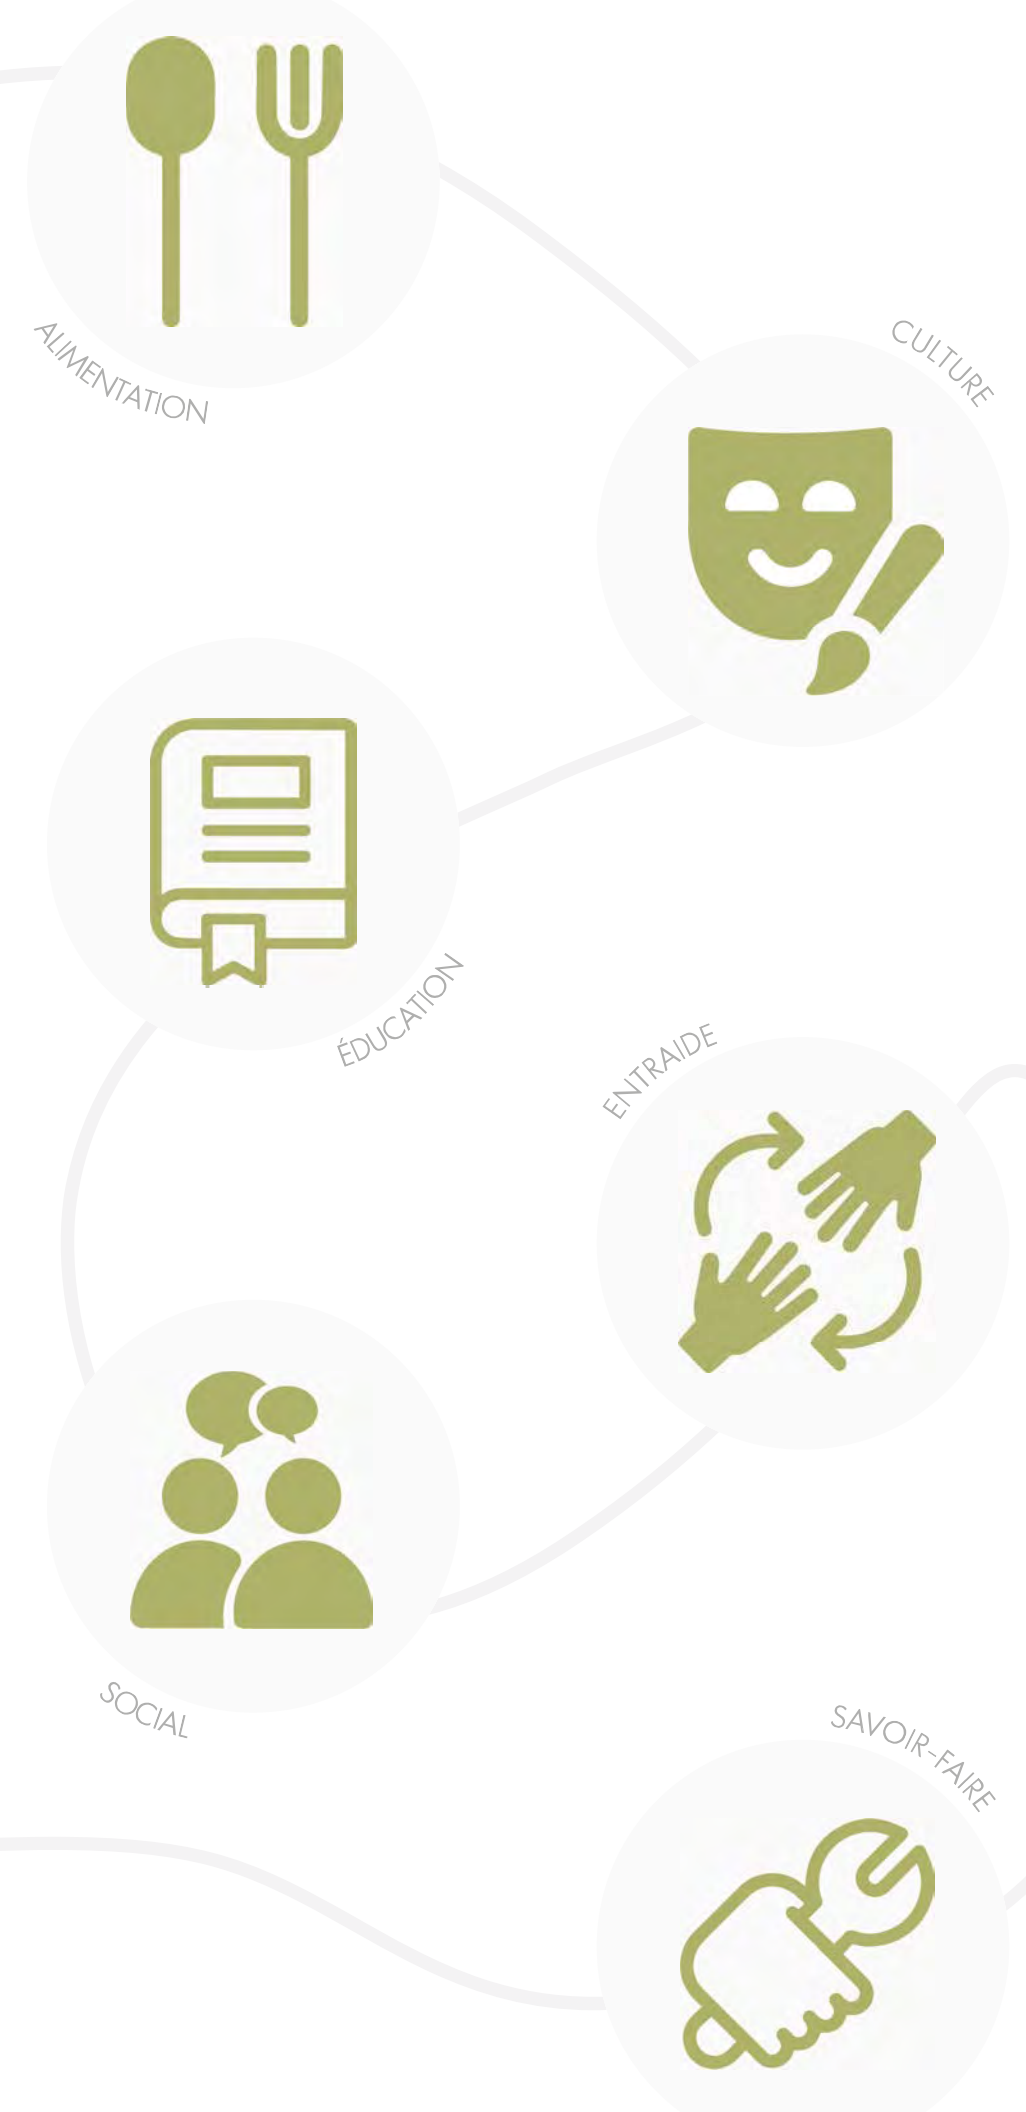 ALIMENTATION
CULTURE
ÉDUCATION
ENTRAIDE
SOCIAL
SAVOIR-FAIRE